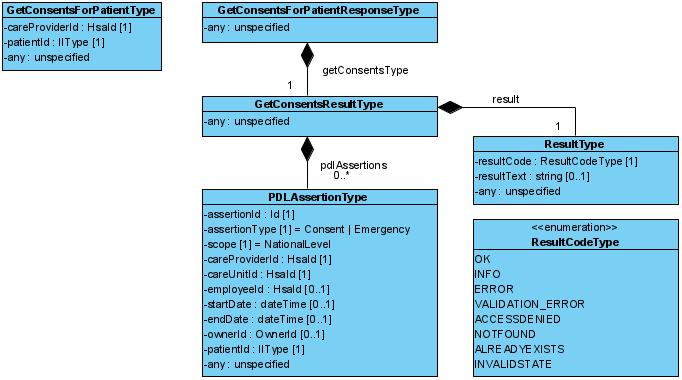 GetConsentsForPatientType
-careProviderId : HsaId [1]
-patientId : IIType [1]
-any : unspecified
GetConsentsForPatientResponseType
-any : unspecified
getConsentsType
1
GetConsentsResultType
-any : unspecified
result
1
ResultType
-resultCode : ResultCodeType [1]
-resultText : string [0..1]
-any : unspecified
pdlAssertions
0..*
PDLAssertionType
-assertionId : Id [1]
-assertionType [1] = Consent | Emergency
-scope [1] = NationalLevel
-careProviderId : HsaId [1]
-careUnitId : HsaId [1]
-employeeId : HsaId [0..1]
-startDate : dateTime [0..1]
-endDate : dateTime [0..1]
-ownerId : OwnerId [0..1]
-patientId : IIType [1]
-any : unspecified
<<enumeration>>
ResultCodeType
OK
INFO
ERROR
VALIDATION_ERROR
ACCESSDENIED
NOTFOUND
ALREADYEXISTS
INVALIDSTATE